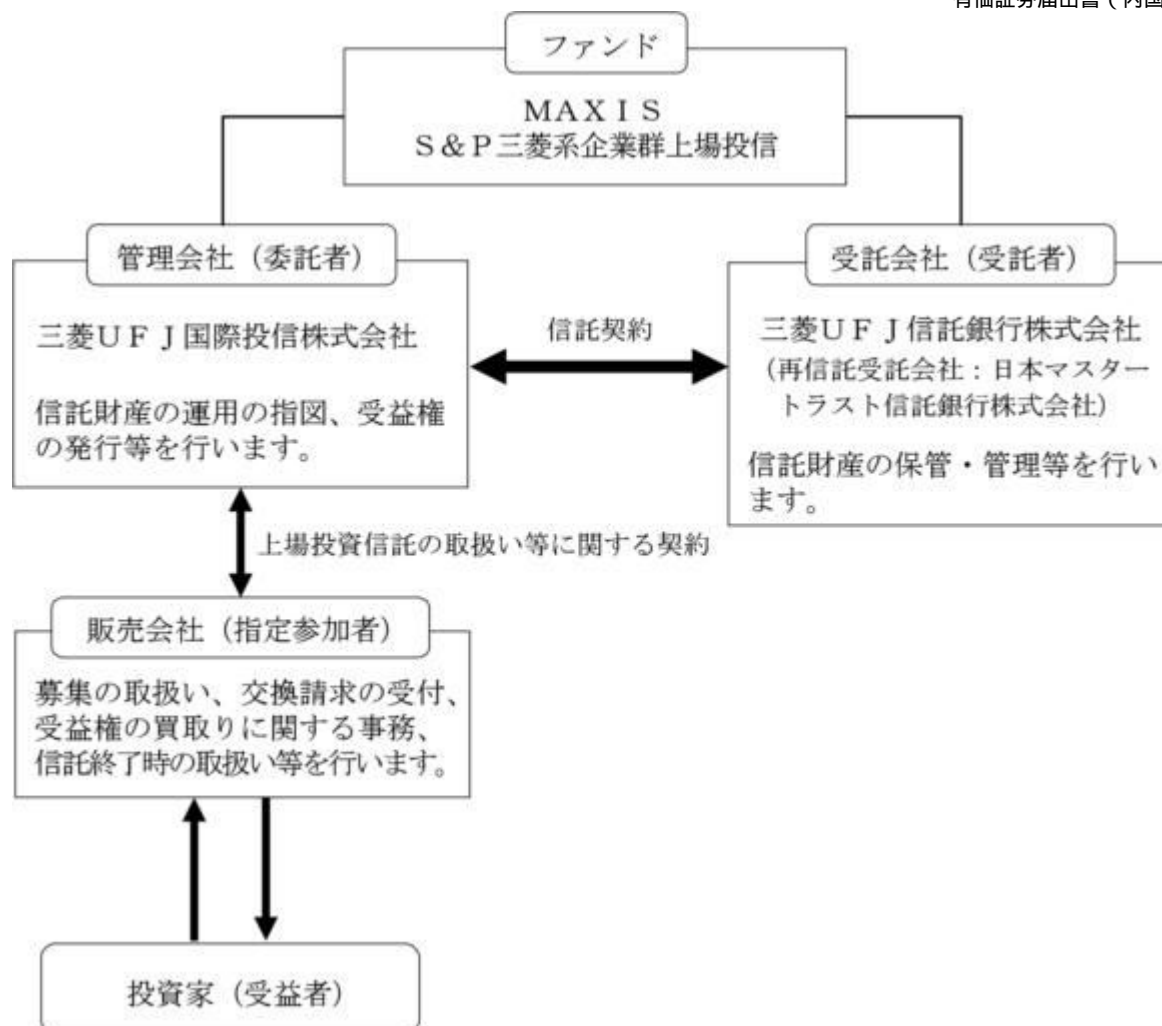 有価証券届出書(内国
ファンド
MAXIS
S&P三菱系企業群上場投信
管理会社(委託者)
三菱UFJ国際投信株式会社
信託財産の運用の指図、受益権
の発行等を行います。
信託契約
受託会社(受託者)
三菱UFJ信託銀行株式会社
(再信託受託会社:日本マスター
トラスト信託銀行株式会社)
信託財産の保管・管理等を行い
ます。
上場投資信託の取扱い等に関する契約
販売会社(指定参加者)
募集の取扱い、交換請求の受付、
受益権の買取りに関する事務、
信託終了時の取扱い等を行います。
投資家(受益者)